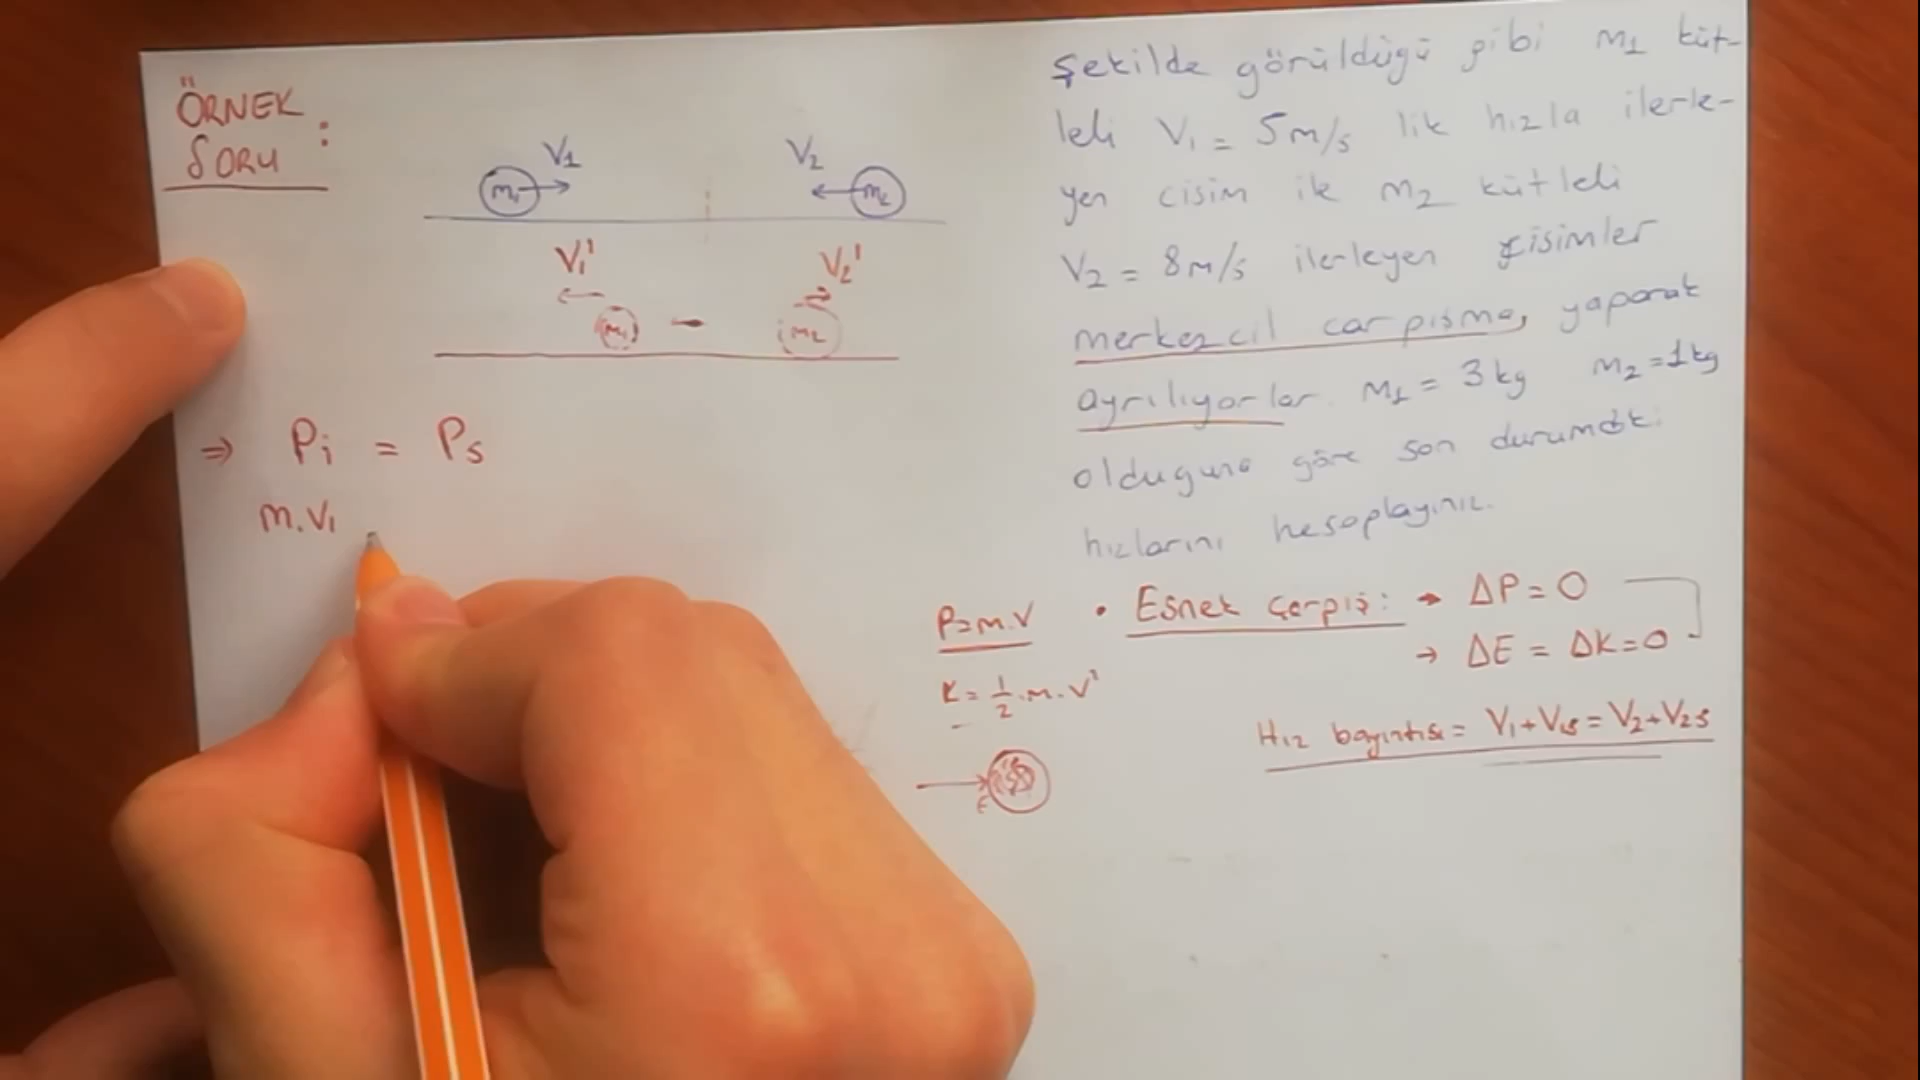 ÖRNEK
SORU :
V1
V2
m1
m2
V1'
V2'
m1
m2
⇒ Pi = Ps
m.V1
Şekilde görüldüğü gibi m1 küt-
leli V1 = 5m/s lik hızla ilerle-
yen cisim ile m2 kütleli
V2 = 8m/s ilerleyen cisimler
merkezcil carpışma, yaparak
ayrılıyorlar. m1 = 3kg m2 = 1kg
olduguna göre son durumdaki
hızlarını hesaplayınız.
P=m.V
K = 1/2 .m.V²
• Esnek çarpış: → ΔP = 0
→ ΔE = ΔK = 0
Hız bagıntısı = V1+V1s = V2+V2s
E